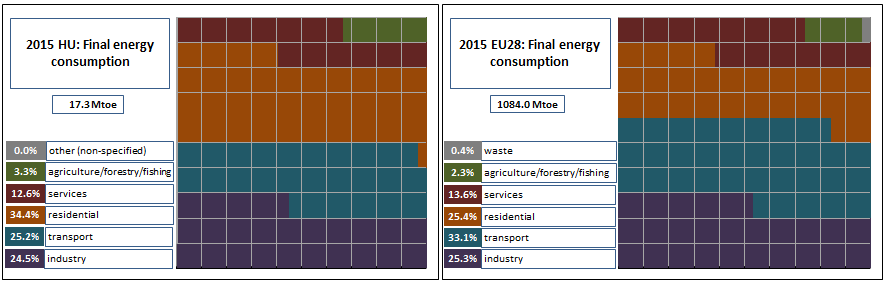 2015 HU: Final energy
consumption
17.3 Mtoe
0.0% other (non-specified)
3.3% agriculture/forestry/fishing
12.6% services
34.4% residential
25.2% transport
24.5% industry
2015 EU28: Final energy
consumption
1084.0 Mtoe
0.4% waste
2.3% agriculture/forestry/fishing
13.6% services
25.4% residential
33.1% transport
25.3% industry